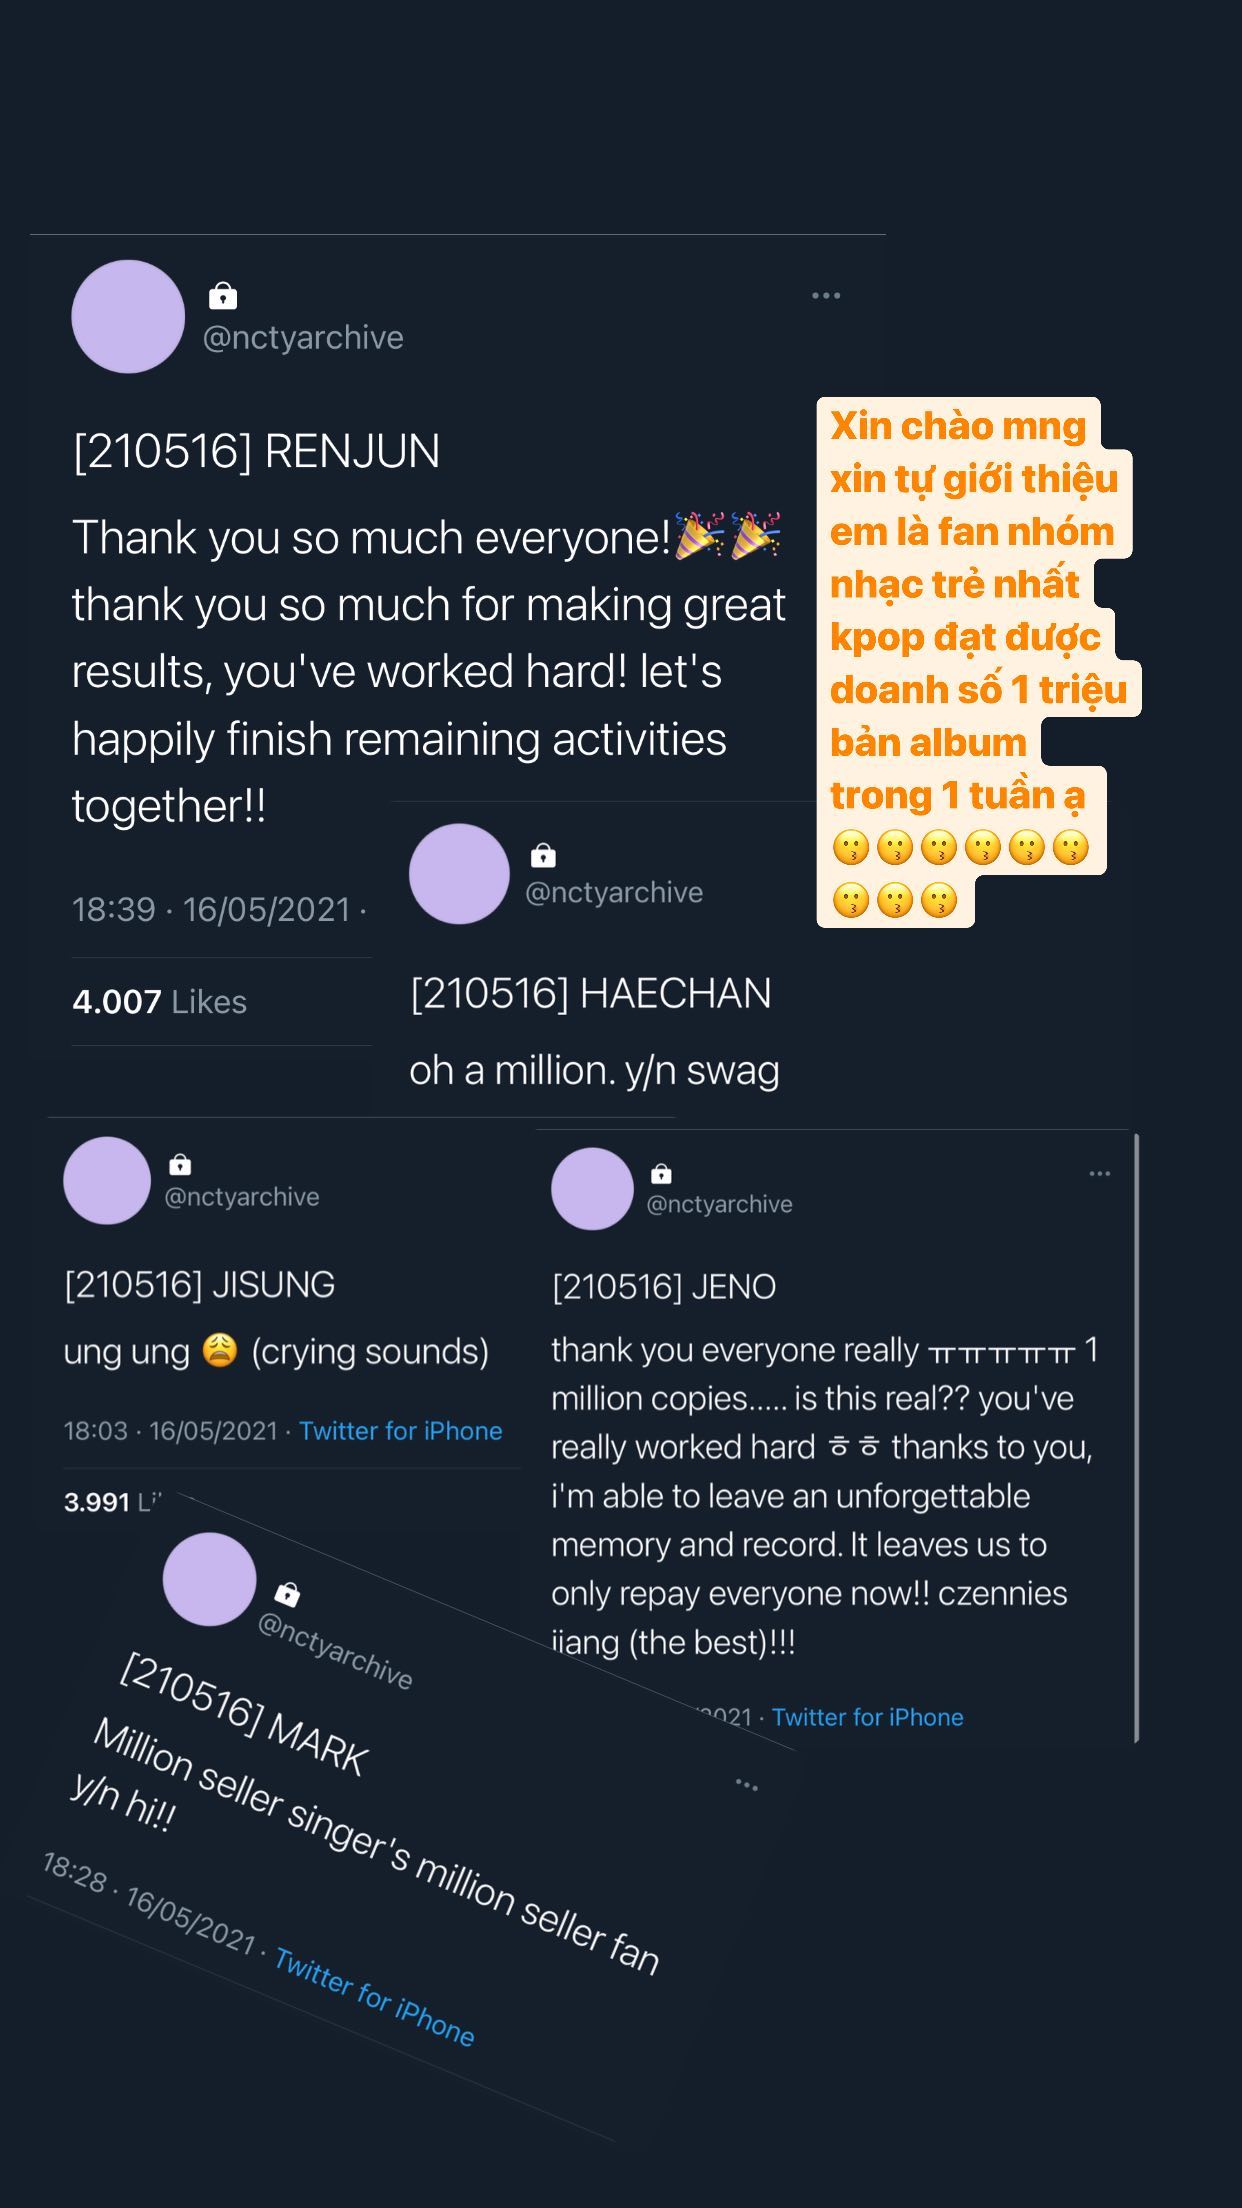 @nctyarchive
[210516] RENJUN
Thank you so much everyone!🎉🎉
thank you so much for making great
results, you've worked hard! let's
happily finish remaining activities
together!!
18:39 · 16/05/2021 ·
4.007 Likes
Xin chào mng
xin tự giới thiệu
em là fan nhóm
nhạc trẻ nhất
kpop đạt được
doanh số 1 triệu
bản album
trong 1 tuần ạ
😗😗😗😗😗😗
😗😗😗
@nctyarchive
[210516] HAECHAN
oh a million. y/n swag
@nctyarchive
[210516] JISUNG
ung ung 😩 (crying sounds)
18:03 · 16/05/2021 · Twitter for iPhone
3.991
@nctyarchive
[210516] JENO
thank you everyone really ㅠㅠㅠㅠㅠ 1
million copies..... is this real?? you've
really worked hard ㅎㅎ thanks to you,
i'm able to leave an unforgettable
memory and record. It leaves us to
only repay everyone now!! czennies
jjang (the best)!!!
2021 · Twitter for iPhone
@nctyarchive
[210516] MARK
Million seller singer's million seller fan
y/n hi!!
18:28 · 16/05/2021 · Twitter for iPhone